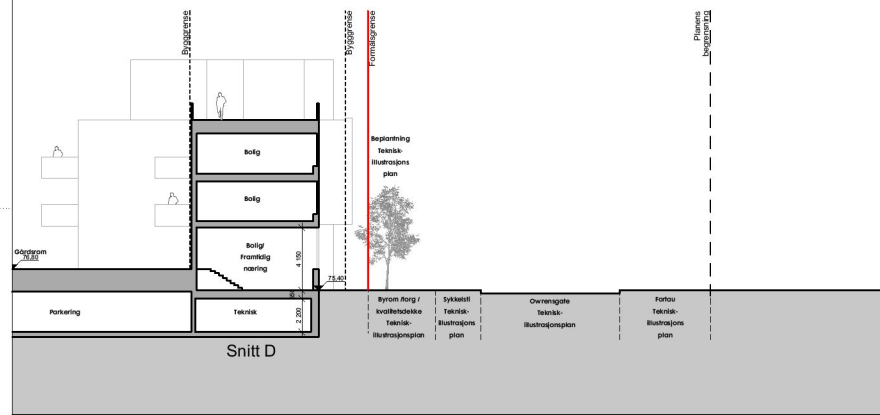 Byggegrense
Byggegrense
Formålsgrense
Planens
begrensning
Beplantning
Teknisk-
illustrasjons
plan
Bolig
Bolig
Bolig/
Framtidig
næring
4 150
Gårdsrom
76,80
75,40
Parkering
Teknisk
2 200
Byrom /torg /
kvalitetsdekke
Teknisk-
illustrasjonsplan
Sykkelsti
Teknisk-
illustrasjons
plan
Owrensgate
Teknisk-
illustrasjonsplan
Fortau
Teknisk-
illustrasjons
plan
Snitt D